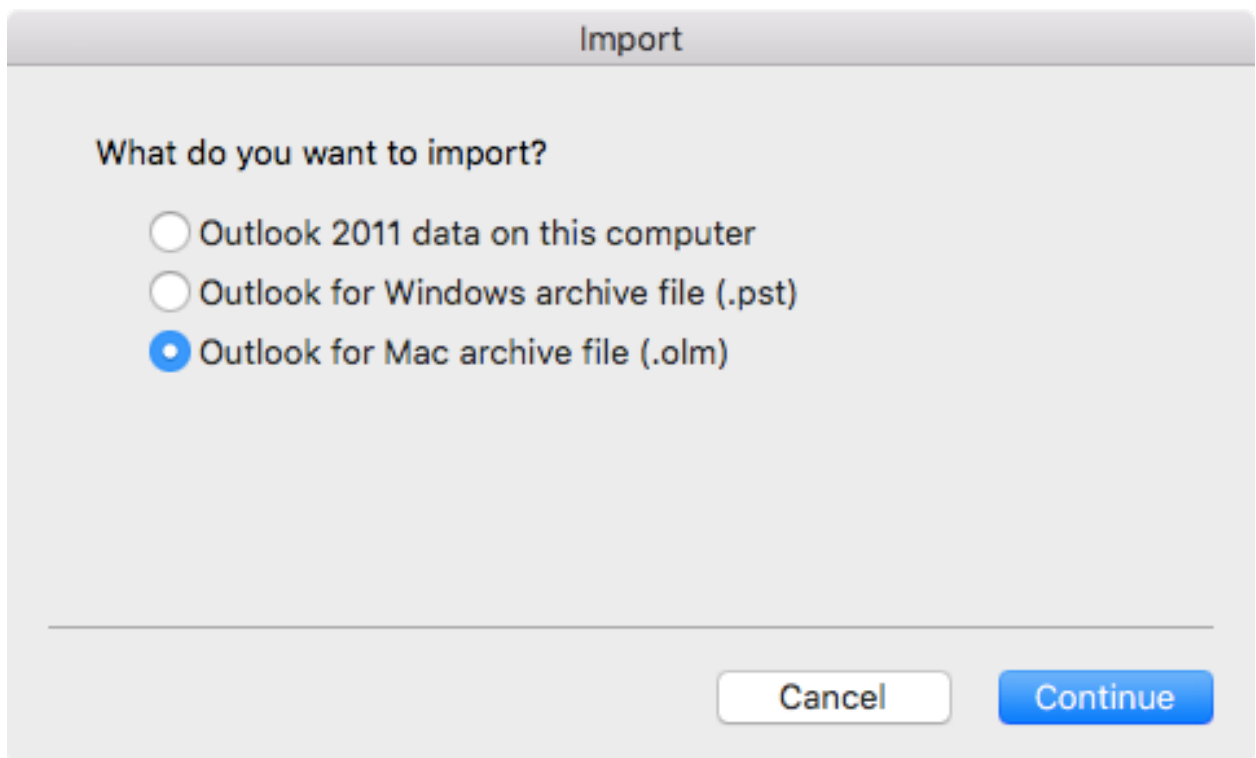 Import
What do you want to import?
Outlook 2011 data on this computer
Outlook for Windows archive file (.pst)
Outlook for Mac archive file (.olm)
Cancel Continue